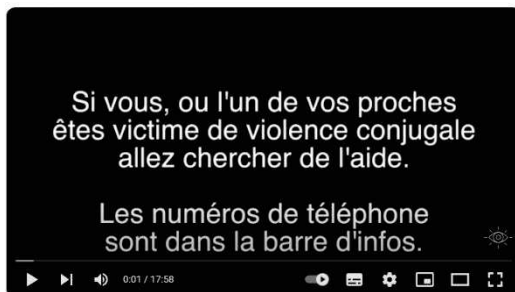 Si vous, ou l'un de vos proches
êtes victime de violence conjugale
allez chercher de l'aide.
Les numéros de téléphone
sont dans la barre d'infos.
0:01 / 17:58